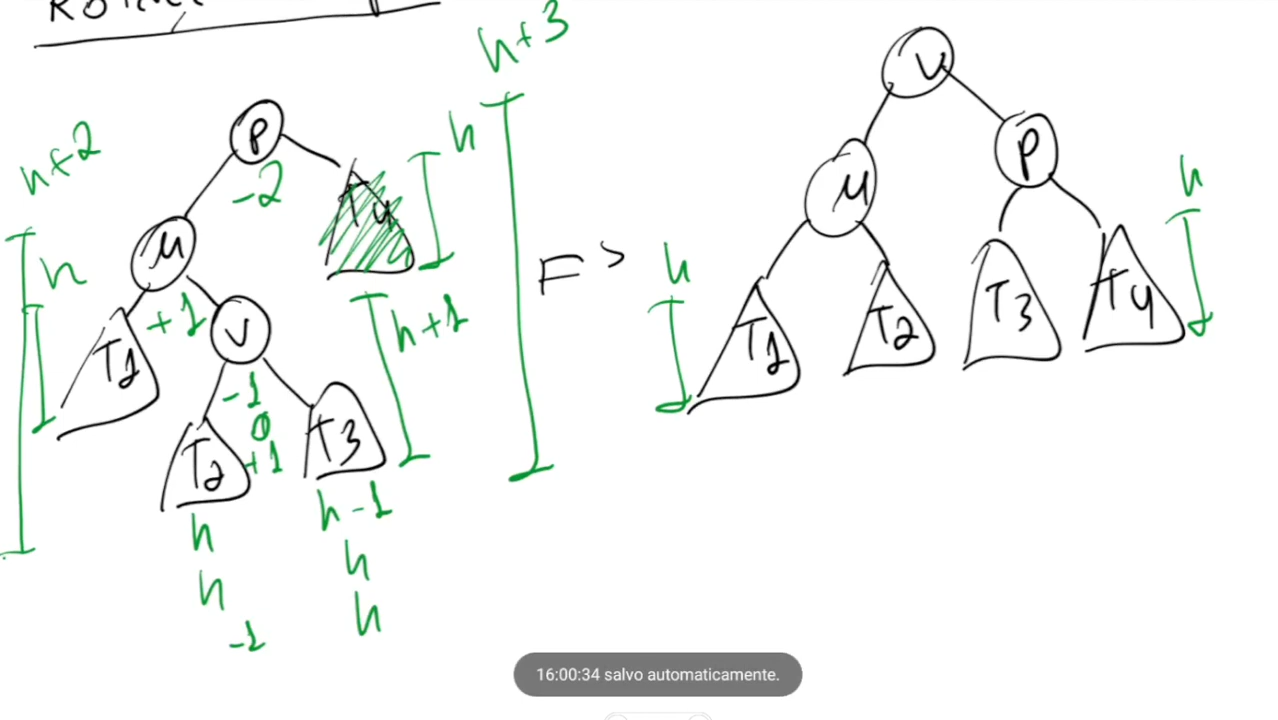 h+3
h+2
h
h
p
-2
T4
h
μ
+1
v
T1
-1
0
+1
T2
T3
h+1
h
h
-1
h-1
h
h
v
μ
p
h
h
T1
T2
T3
T4
16:00:34 salvo automaticamente.